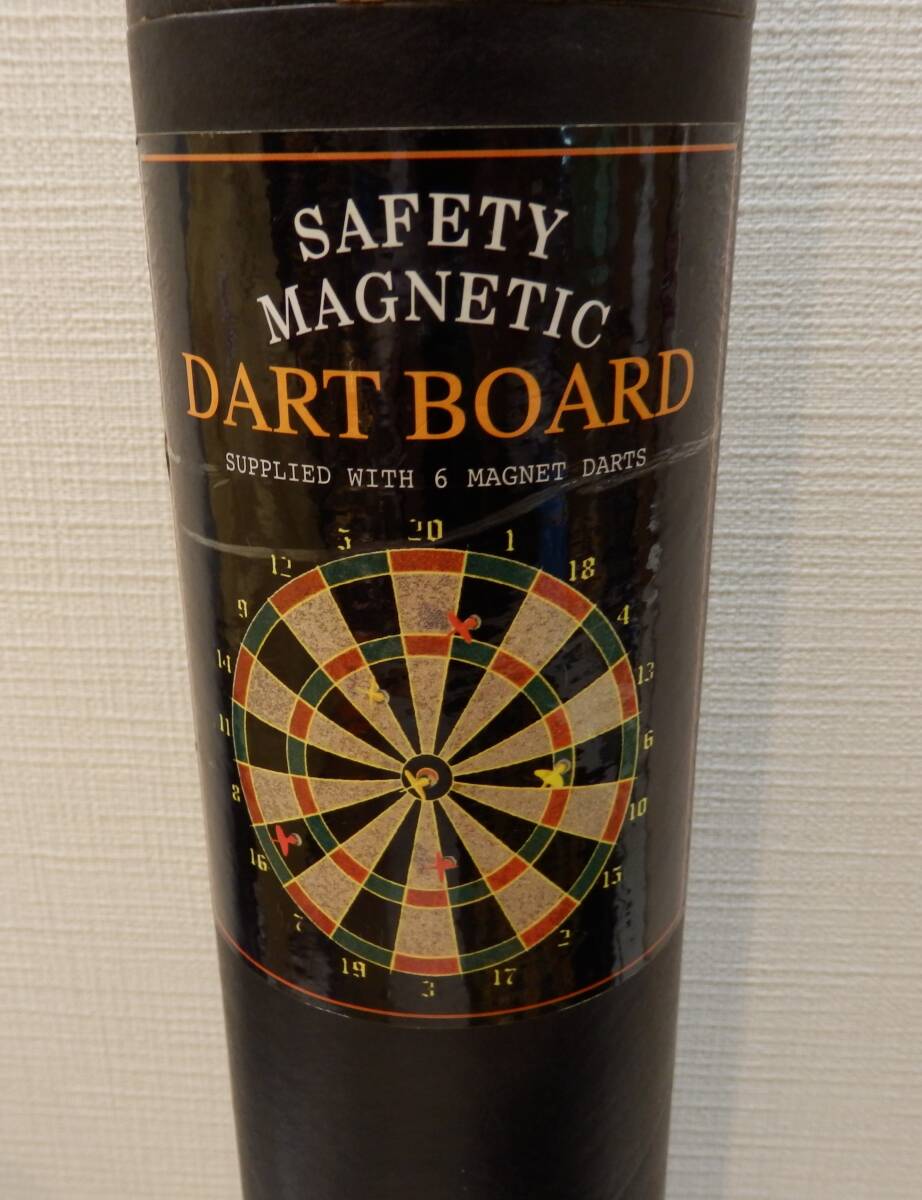 SAFETY
MAGNETIC
DART BOARD
SUPPLIED WITH 6 MAGNET DARTS
5 20 1
12 18
9 4
14 13
11 6
8 10
16 15
7 2
19 3 17